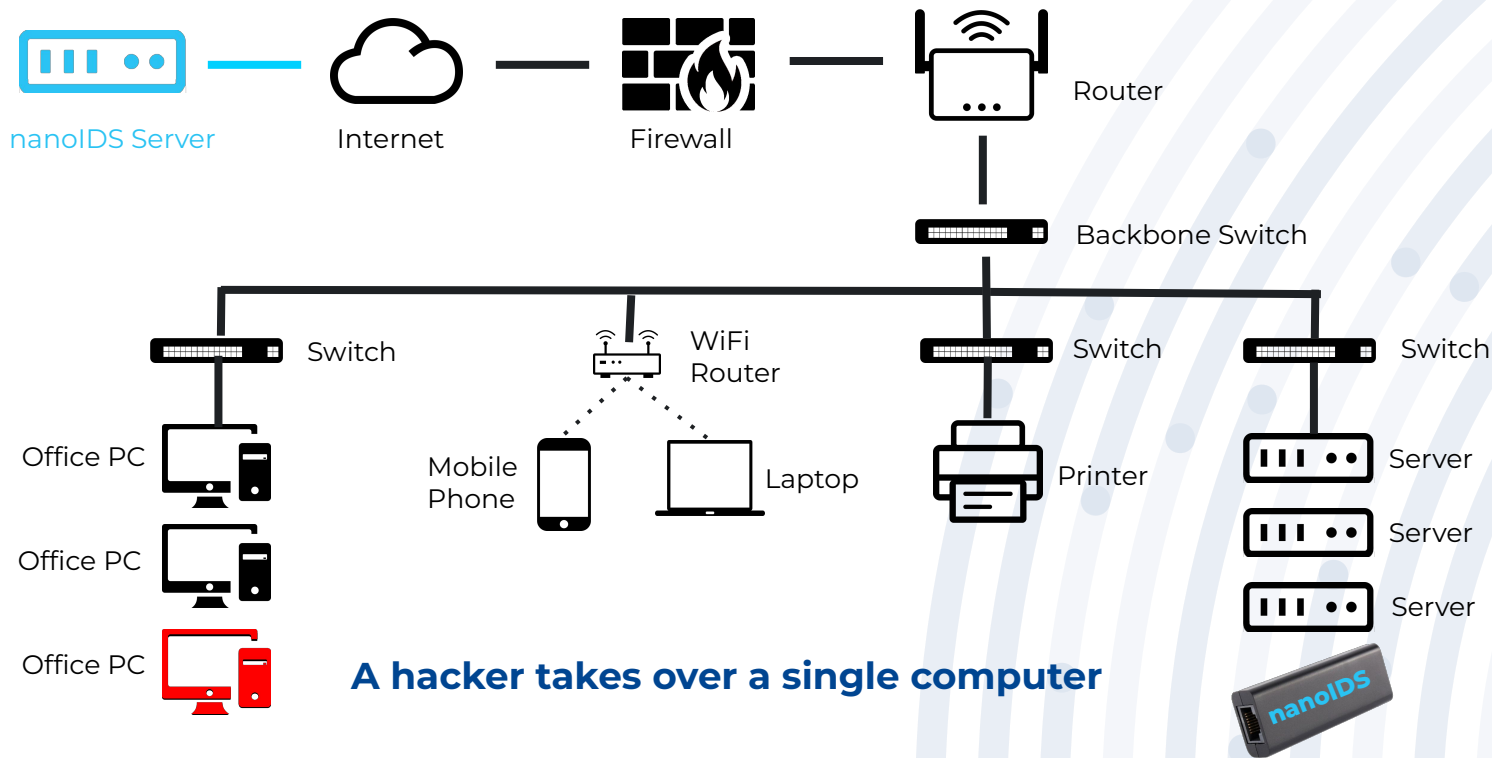 nanoIDS Server
Internet
Firewall
Router
Backbone Switch
Switch
WiFi
Router
Switch
Switch
Office PC
Mobile
Phone
Laptop
Printer
Server
Office PC
Server
Office PC
Server
A hacker takes over a single computer
nanoIDS